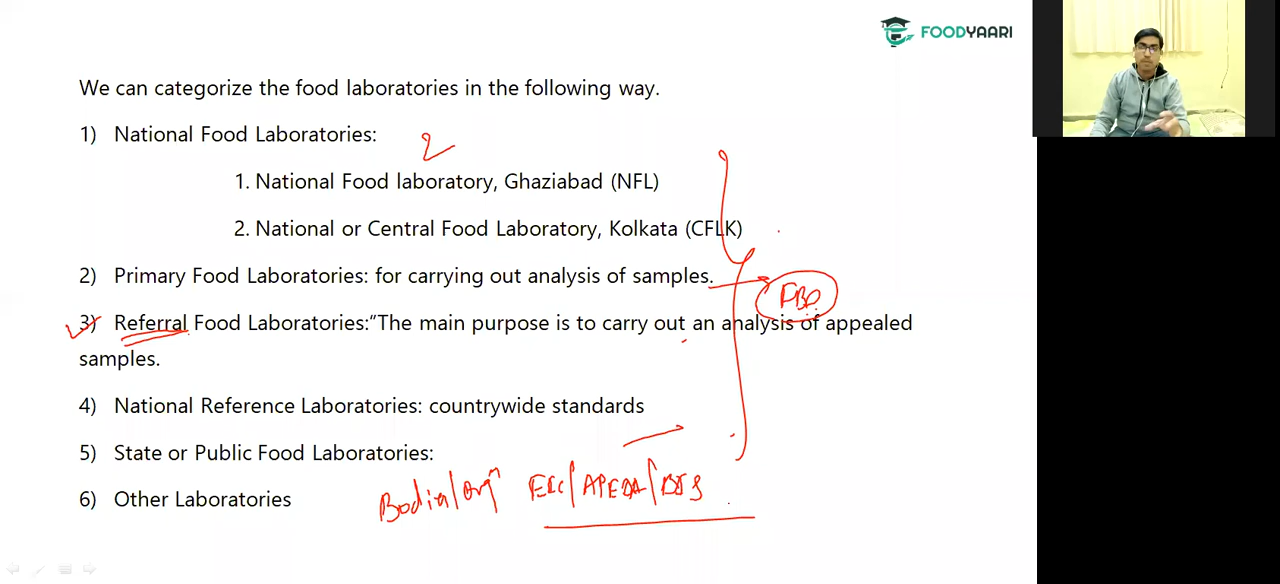 FOODYAARI
We can categorize the food laboratories in the following way.
1) National Food Laboratories:
2
1. National Food laboratory, Ghaziabad (NFL)
2. National or Central Food Laboratory, Kolkata (CFLK)
2) Primary Food Laboratories: for carrying out analysis of samples.
FBO
3) Referral Food Laboratories:“The main purpose is to carry out an analysis of appealed
samples.
4) National Reference Laboratories: countrywide standards
5) State or Public Food Laboratories:
6) Other Laboratories
EIC/APEDA/BIS